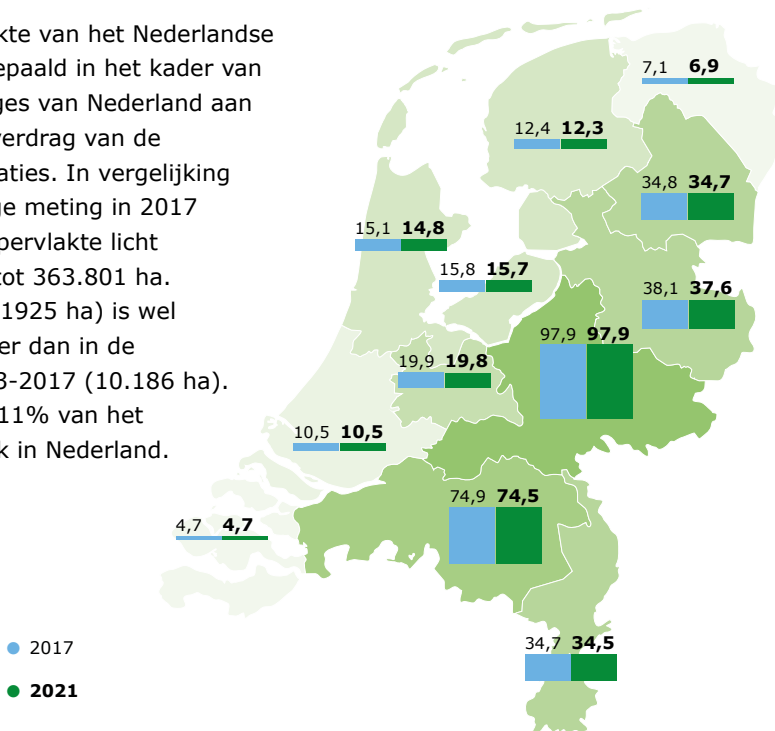 kte van het Nederlandse
epaald in het kader van
ges van Nederland aan
verdrag van de
aties. In vergelijking
ge meting in 2017
pervlakte licht
tot 363.801 ha.
1925 ha) is wel
er dan in de
3-2017 (10.186 ha).
11% van het
k in Nederland.
7,1 6,9
12,4 12,3
34,8 34,7
15,1 14,8
15,8 15,7
38,1 37,6
97,9 97,9
19,9 19,8
10,5 10,5
74,9 74,5
4,7 4,7
34,7 34,5
2017
2021